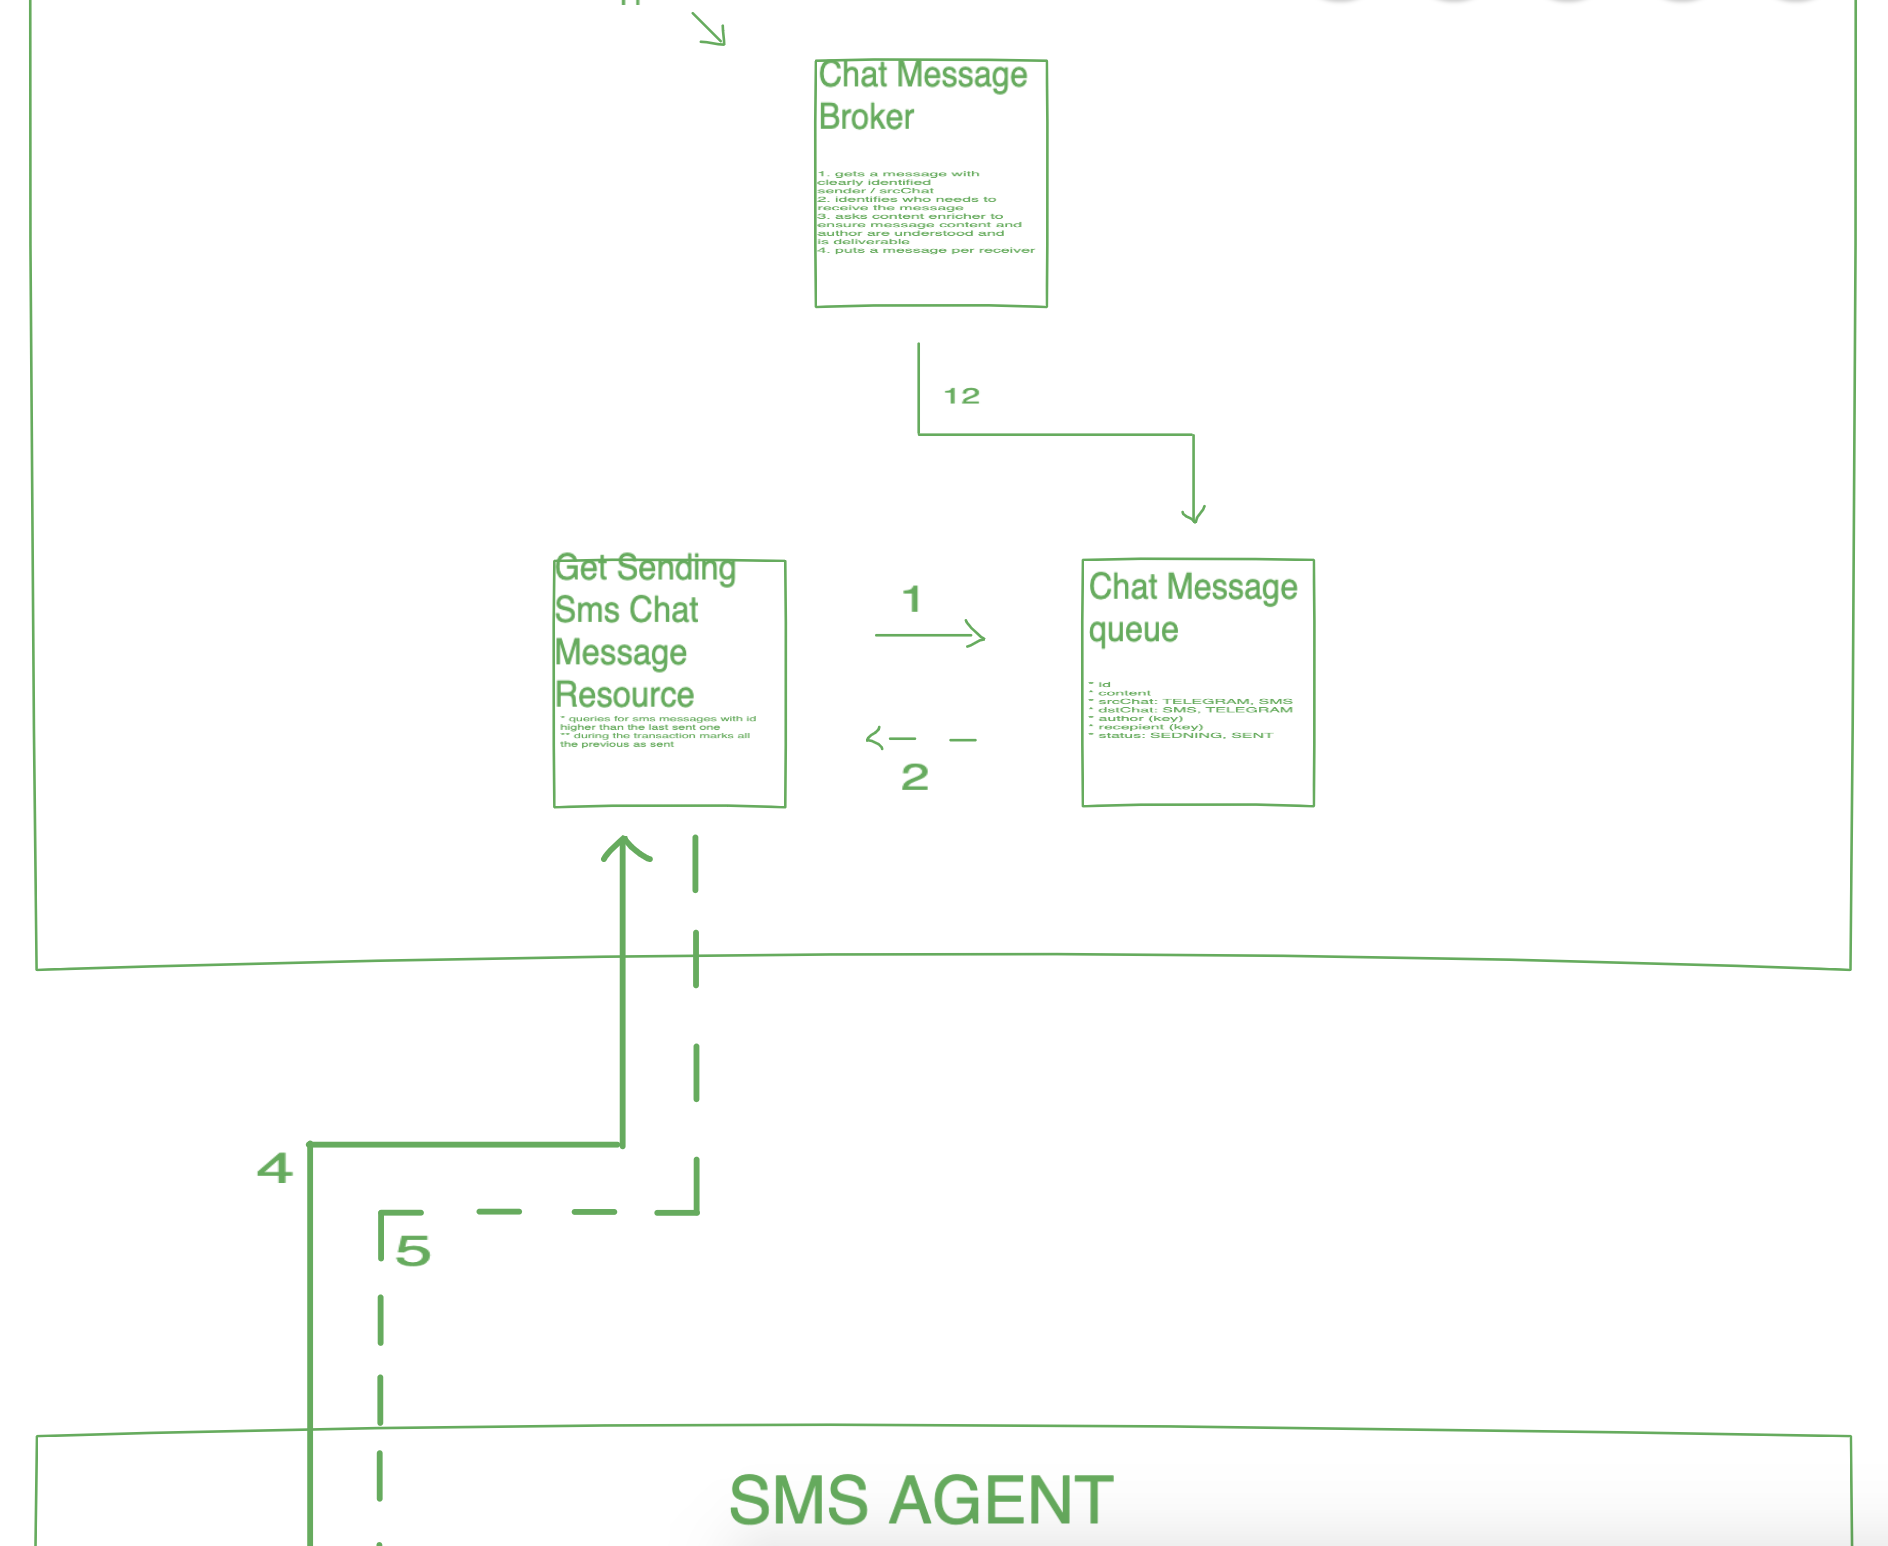 Chat Message
Broker
1. gets a message with
clearly identified
sender / srcChat
2. identifies who needs to
receive the message
3. asks content enricher to
ensure message content and
author are understood and
is deliverable
4. puts a message per receiver
12
Get Sending
Sms Chat
Message
Resource
* queries for sms messages with id
higher than the last sent one
** during the transaction marks all
the previous as sent
1
2
Chat Message
queue
* id
* content
* srcChat: TELEGRAM, SMS
* dstChat: SMS, TELEGRAM
* author (key)
* recepient (key)
* status: SEDNING, SENT
4
5
SMS AGENT